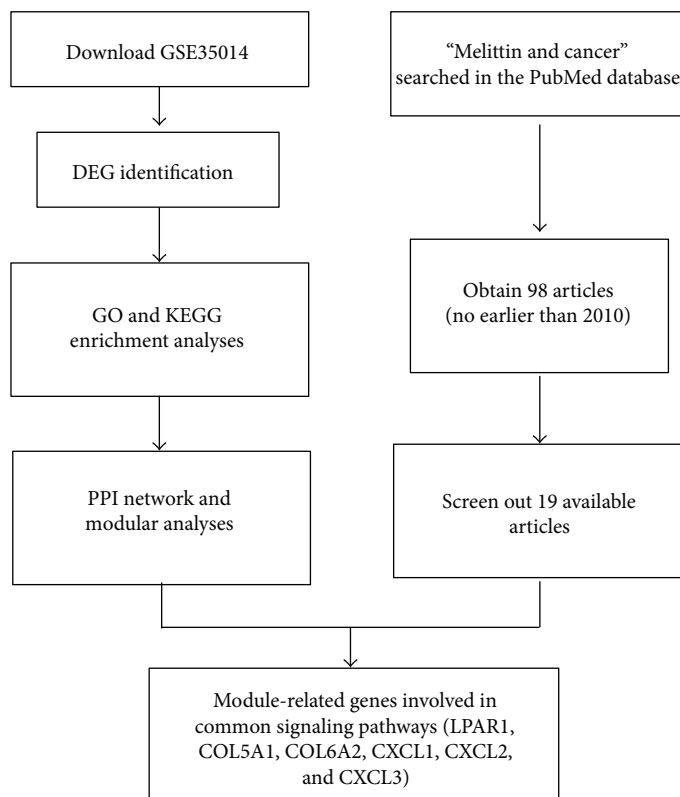 Download GSE35014
DEG identification
GO and KEGG
enrichment analyses
PPI network and
modular analyses
“Melittin and cancer”
searched in the PubMed database
Obtain 98 articles
(no earlier than 2010)
Screen out 19 available
articles
Module-related genes involved in
common signaling pathways (LPAR1,
COL5A1, COL6A2, CXCL1, CXCL2,
and CXCL3)